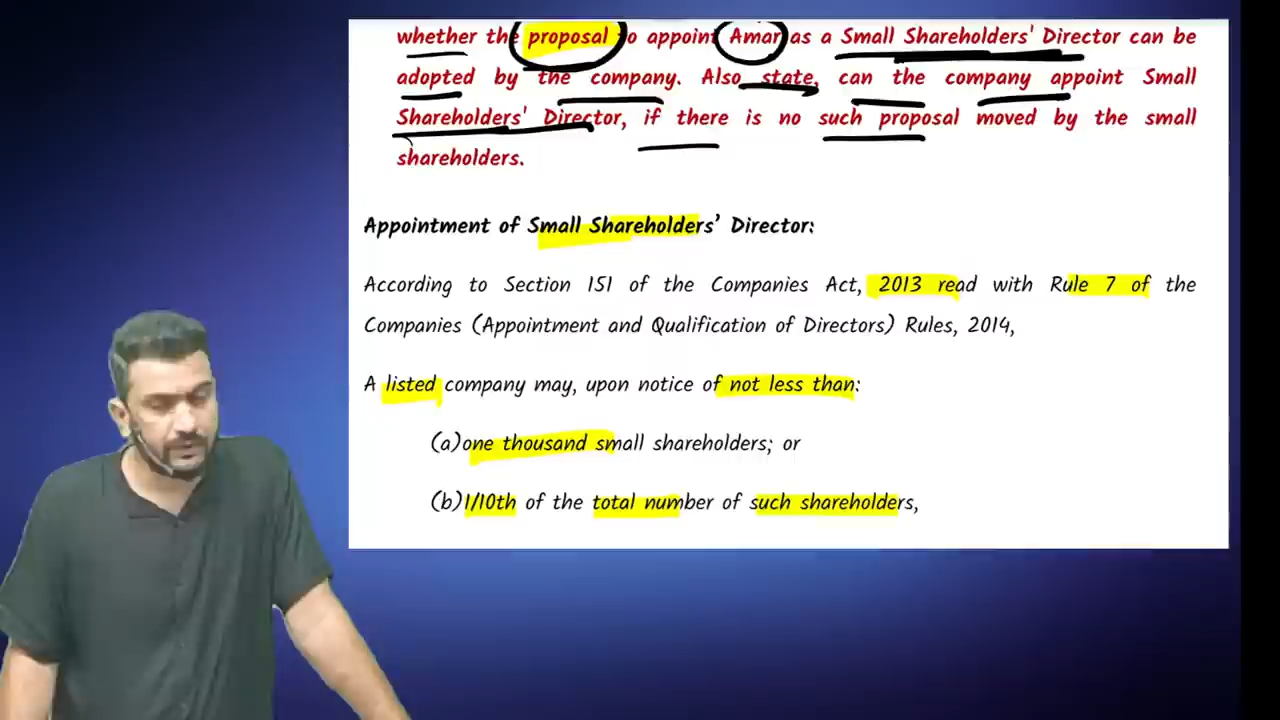 whether the proposal to appoint Amar as a Small Shareholders' Director can be
adopted by the company. Also state, can the company appoint Small
Shareholders' Director, if there is no such proposal moved by the small
shareholders.
Appointment of Small Shareholders' Director:
According to Section 151 of the Companies Act, 2013 read with Rule 7 of the
Companies (Appointment and Qualification of Directors) Rules, 2014,
A listed company may, upon notice of not less than:
(a)one thousand small shareholders; or
(b)1/10th of the total number of such shareholders,